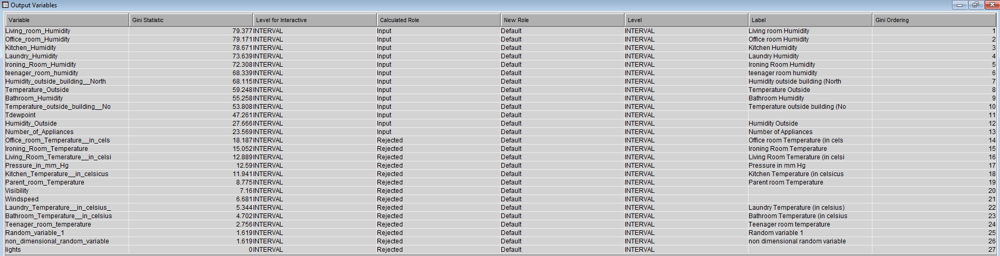 Output Variables
Variable Gini Statistic Level for Interactive Calculated Role New Role Level Label Gini Ordering
Living_room_Humidity 79.377 INTERVAL Input Default INTERVAL Living room Humidity 1
Office_room_Humidity 79.171 INTERVAL Input Default INTERVAL Office room Humidity 2
Kitchen_Humidity 78.671 INTERVAL Input Default INTERVAL Kitchen Humidity 3
Laundry_Humidity 73.639 INTERVAL Input Default INTERVAL Laundry Humidity 4
Ironing_Room_Humidity 72.308 INTERVAL Input Default INTERVAL Ironing Room Humidity 5
teenager_room_humidity 68.339 INTERVAL Input Default INTERVAL teenager room humidity 6
Humidity_outside_building__North 68.115 INTERVAL Input Default INTERVAL Humidity outside building (North 7
Temperature_Outside 59.248 INTERVAL Input Default INTERVAL Temperature Outside 8
Bathroom_Humidity 55.258 INTERVAL Input Default INTERVAL Bathroom Humidity 9
Temperature_outside_building__No 53.808 INTERVAL Input Default INTERVAL Temperature outside building (No 10
Tdewpoint 47.261 INTERVAL Input Default INTERVAL 11
Humidity_Outside 27.666 INTERVAL Input Default INTERVAL Humidity Outside 12
Number_of_Appliances 23.569 INTERVAL Input Default INTERVAL Number of Appliances 13
Office_room_Temperature__in_cels 18.187 INTERVAL Rejected Default INTERVAL Office room Temperature (in cels 14
Ironing_Room_Temperature 15.052 INTERVAL Rejected Default INTERVAL Ironing Room Temperature 15
Living_Room_Temerature__in_celsi 12.889 INTERVAL Rejected Default INTERVAL Living Room Temerature (in celsi 16
Pressure_in_mm_Hg 12.59 INTERVAL Rejected Default INTERVAL Pressure in mm Hg 17
Kitchen_Temperature__in_celsicus 11.941 INTERVAL Rejected Default INTERVAL Kitchen Temperature (in celsicus 18
Parent_room_Temperature 8.775 INTERVAL Rejected Default INTERVAL Parent room Temperature 19
Visibility 7.16 INTERVAL Rejected Default INTERVAL 20
Windspeed 6.681 INTERVAL Rejected Default INTERVAL 21
Laundry_Temperature__in_celsius_ 5.344 INTERVAL Rejected Default INTERVAL Laundry Temperature (in celsius) 22
Bathroom_Temperature__in_celsius 4.702 INTERVAL Rejected Default INTERVAL Bathroom Temperature (in celsius 23
Teenager_room_temperature 2.756 INTERVAL Rejected Default INTERVAL Teenager room temperature 24
Random_variable_1 1.619 INTERVAL Rejected Default INTERVAL Random variable 1 25
non_dimensional_random_variable 1.619 INTERVAL Rejected Default INTERVAL non dimensional random variable 26
lights 0 INTERVAL Rejected Default INTERVAL 27